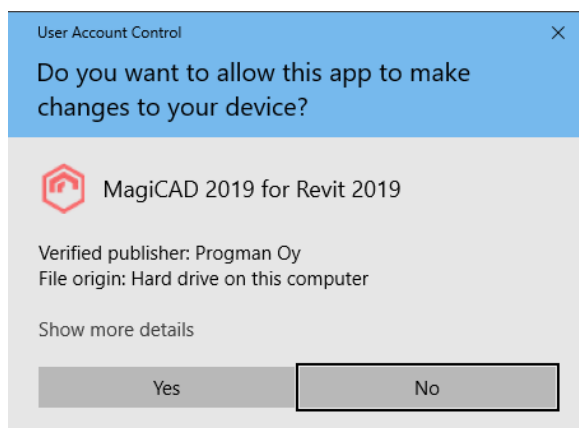 User Account Control
Do you want to allow this app to make
changes to your device?
MagiCAD 2019 for Revit 2019
Verified publisher: Progman Oy
File origin: Hard drive on this computer
Show more details
Yes
No